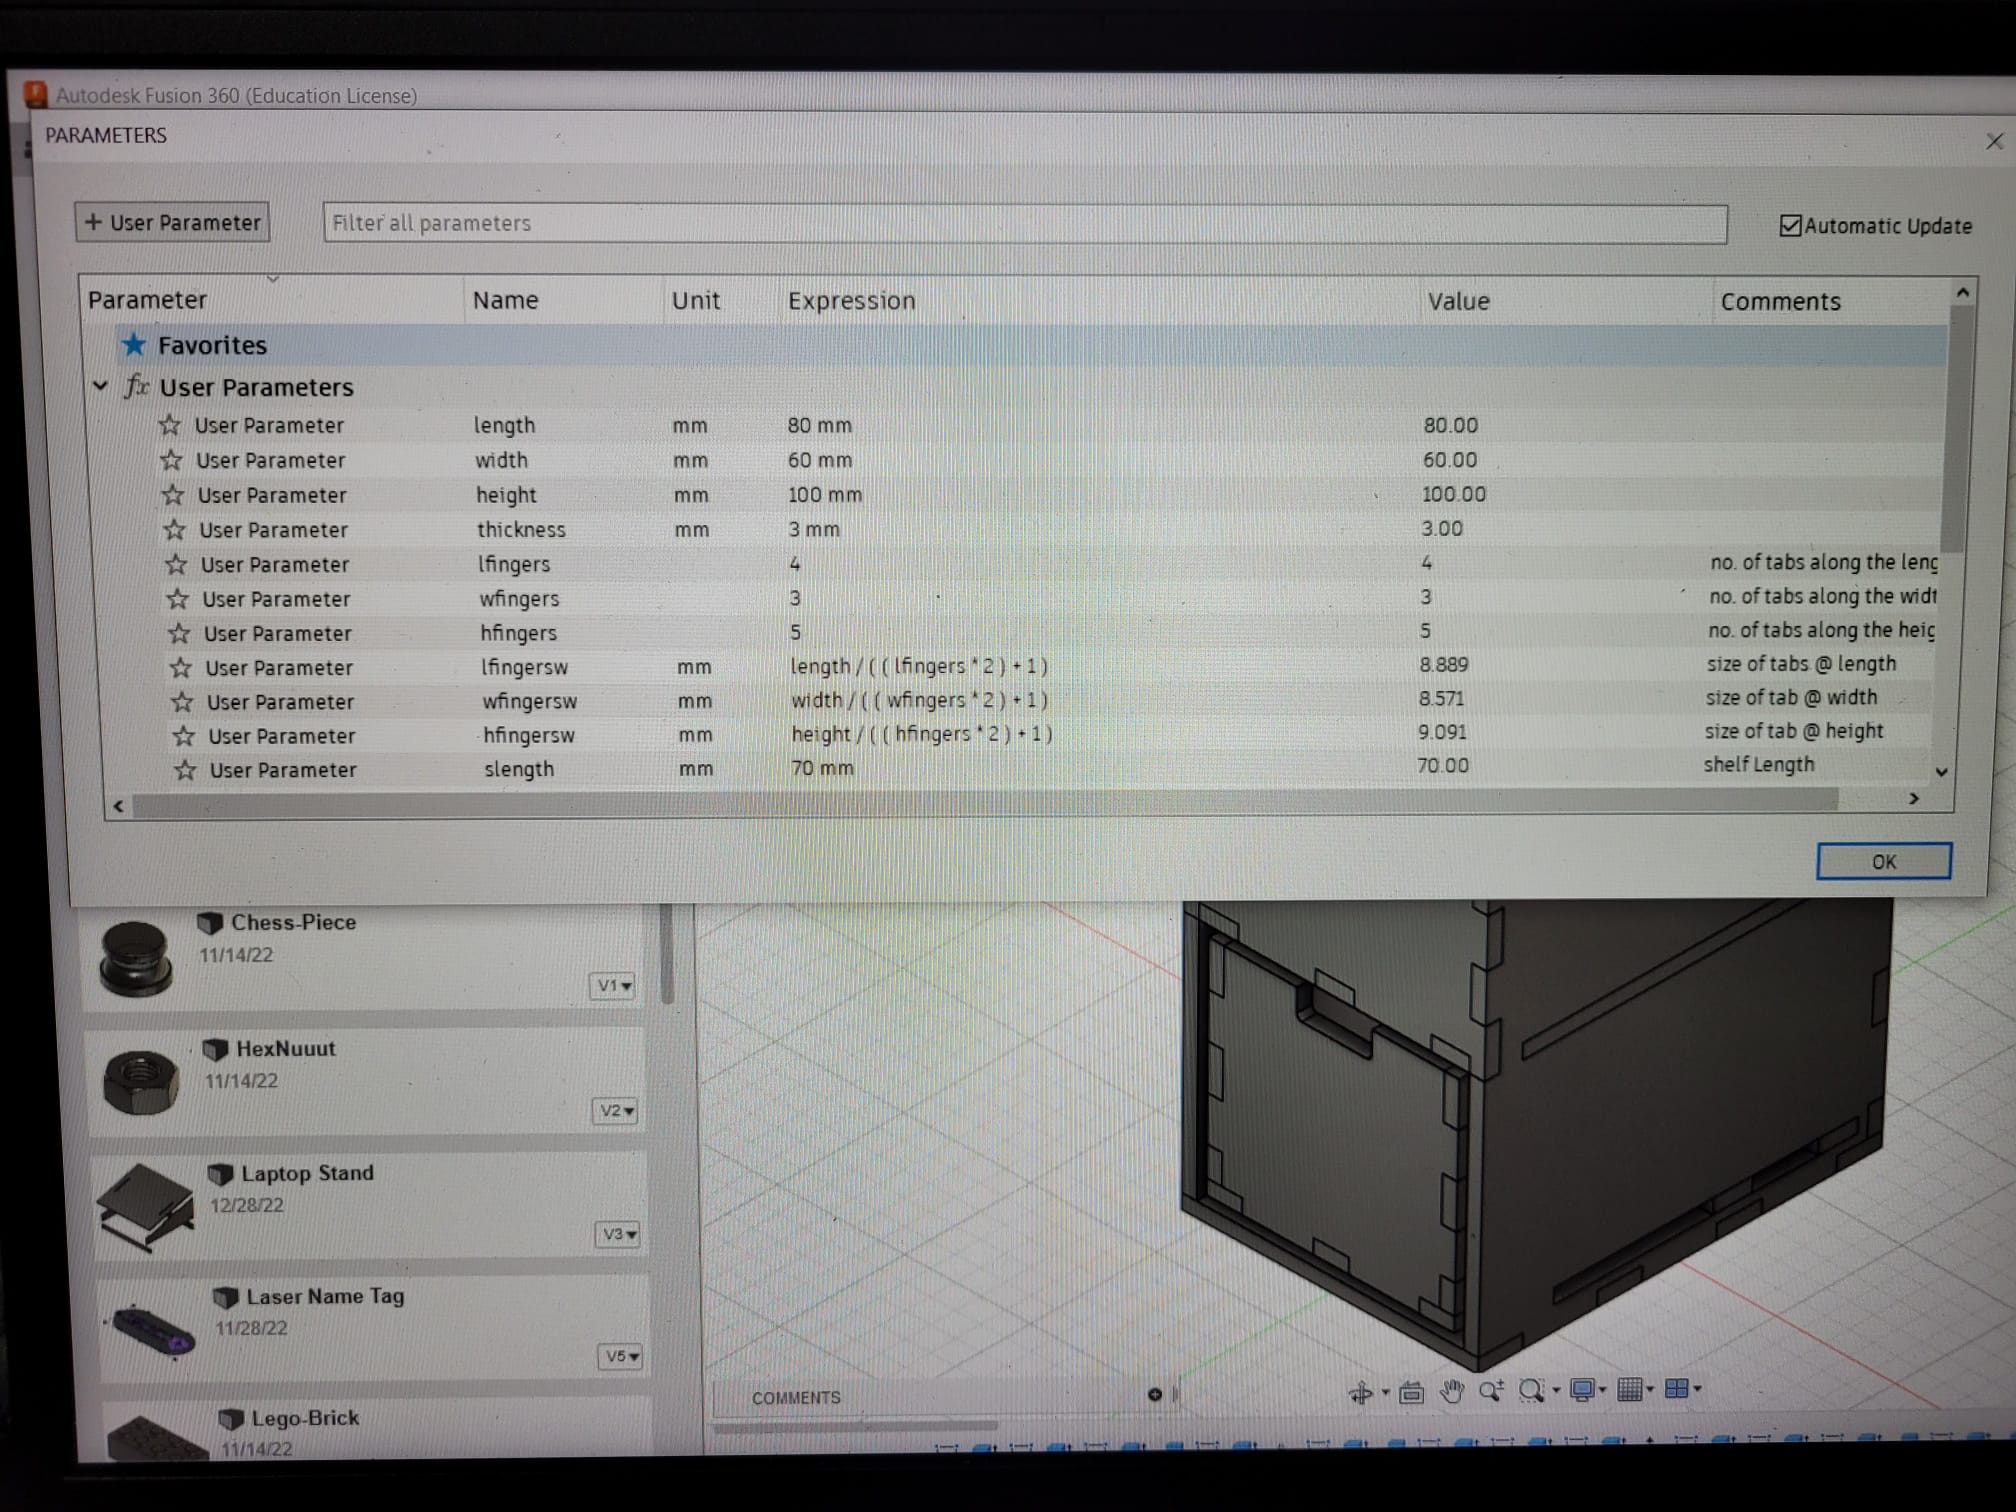 Autodesk Fusion 360 (Education License)
PARAMETERS
+ User Parameter Filter all parameters Automatic Update
Parameter Name Unit Expression Value Comments
Favorites
fx User Parameters
User Parameter length mm 80 mm 80.00
User Parameter width mm 60 mm 60.00
User Parameter height mm 100 mm 100.00
User Parameter thickness mm 3 mm 3.00
User Parameter lfingers 4 4 no. of tabs along the leng
User Parameter wfingers 3 3 no. of tabs along the widt
User Parameter hfingers 5 5 no. of tabs along the heig
User Parameter lfingersw mm length / ( ( lfingers * 2 ) + 1 ) 8.889 size of tabs @ length
User Parameter wfingersw mm width / ( ( wfingers * 2 ) + 1 ) 8.571 size of tab @ width
User Parameter hfingersw mm height / ( ( hfingers * 2 ) + 1 ) 9.091 size of tab @ height
User Parameter slength mm 70 mm 70.00 shelf Length
OK
Chess-Piece
11/14/22
V1
HexNuuut
11/14/22
V2
Laptop Stand
12/28/22
V3
Laser Name Tag
11/28/22
V5
Lego-Brick
11/14/22
COMMENTS